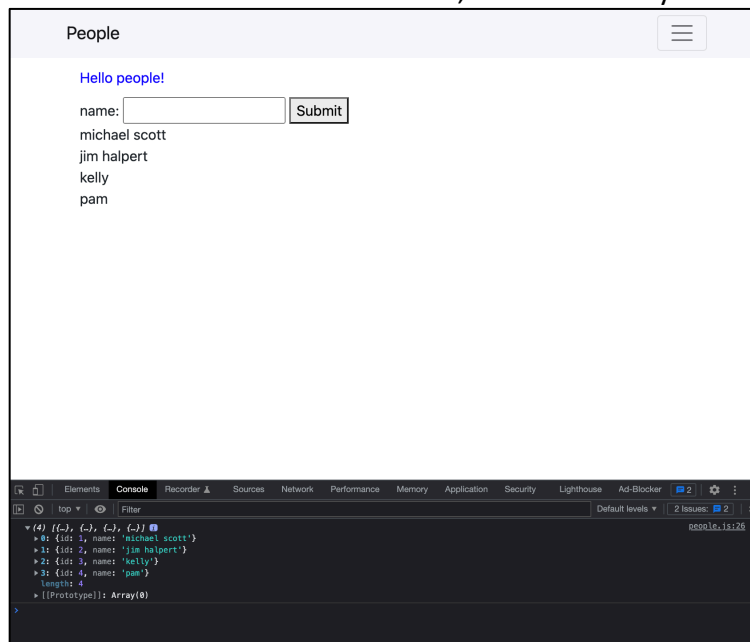 People
Hello people!
name: Submit
michael scott
jim halpert
kelly
pam
Elements Console Recorder Sources Network Performance Memory Application Security Lighthouse Ad-Blocker 2
top ▼ Filter Default levels ▼ 2 Issues: 2
▼(4) [{…}, {…}, {…}, {…}] i people.js:26
▶0: {id: 1, name: 'michael scott'}
▶1: {id: 2, name: 'jim halpert'}
▶2: {id: 3, name: 'kelly'}
▶3: {id: 4, name: 'pam'}
length: 4
▶[[Prototype]]: Array(0)
>